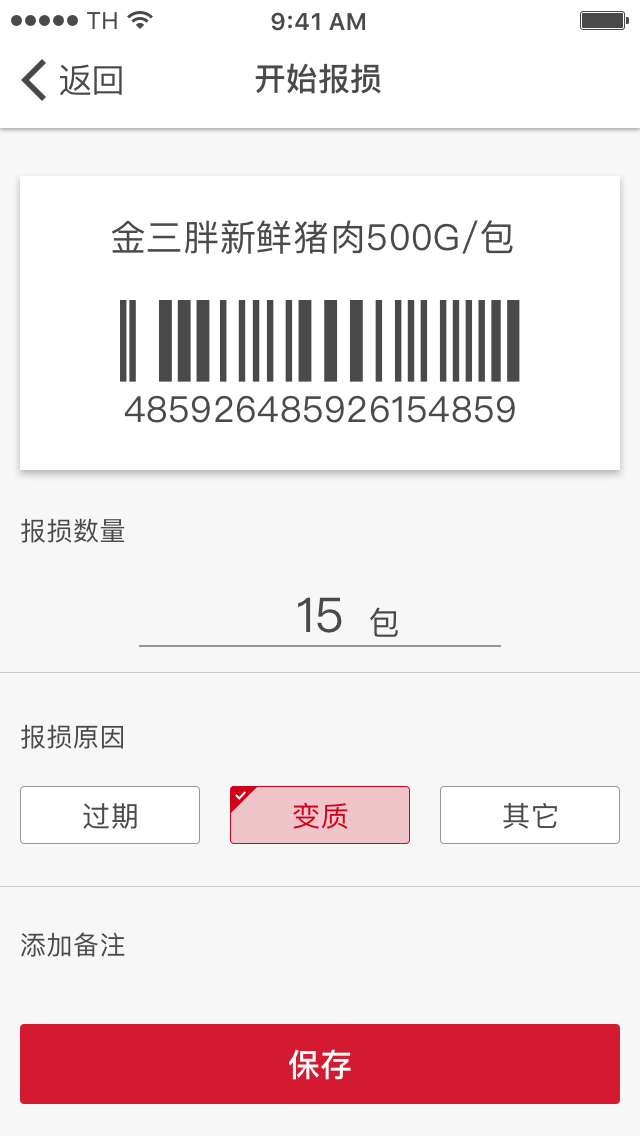 TH 9:41 AM
返回 开始报损
金三胖新鲜猪肉500G/包
485926485926154859
报损数量
15 包
报损原因
过期 变质 其它
添加备注
保存